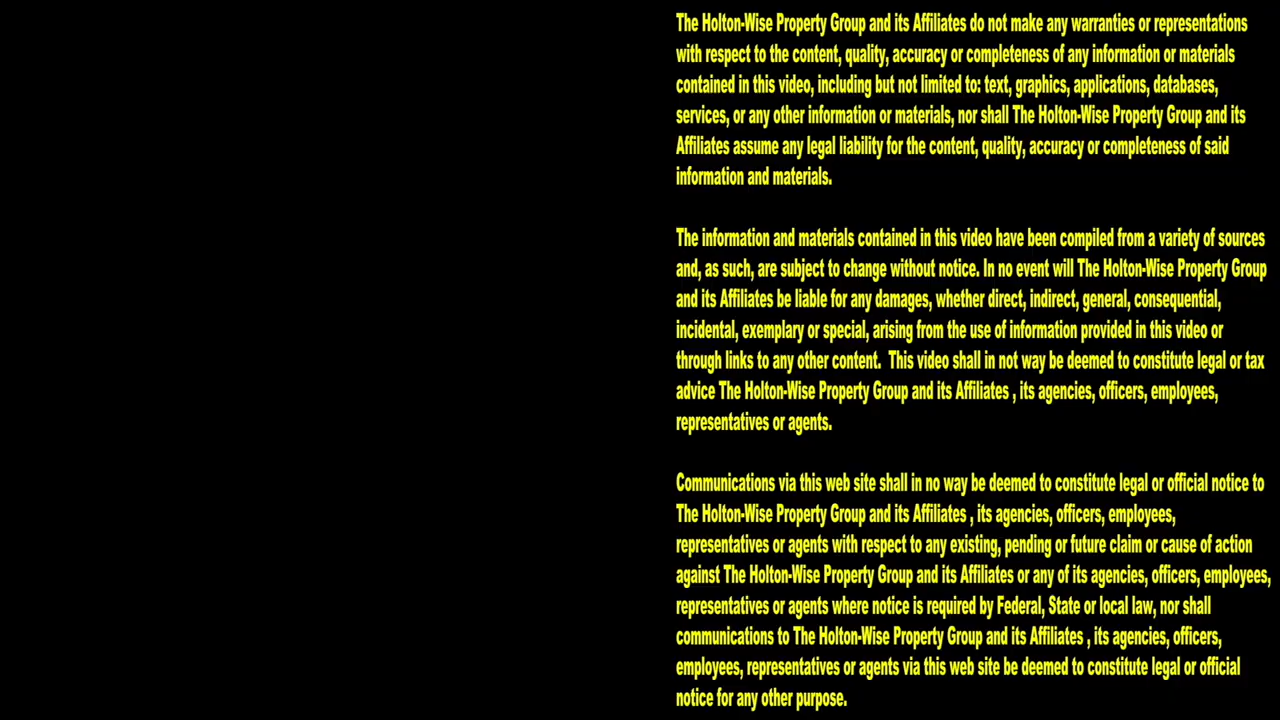 The Holton-Wise Property Group and its Affiliates do not make any warranties or representations
with respect to the content, quality, accuracy or completeness of any information or materials
contained in this video, including but not limited to: text, graphics, applications, databases,
services, or any other information or materials, nor shall The Holton-Wise Property Group and its
Affiliates assume any legal liability for the content, quality, accuracy or completeness of said
information and materials.
The information and materials contained in this video have been compiled from a variety of sources
and, as such, are subject to change without notice. In no event will The Holton-Wise Property Group
and its Affiliates be liable for any damages, whether direct, indirect, general, consequential,
incidental, exemplary or special, arising from the use of information provided in this video or
through links to any other content.  This video shall in not way be deemed to constitute legal or tax
advice The Holton-Wise Property Group and its Affiliates , its agencies, officers, employees,
representatives or agents.
Communications via this web site shall in no way be deemed to constitute legal or official notice to
The Holton-Wise Property Group and its Affiliates , its agencies, officers, employees,
representatives or agents with respect to any existing, pending or future claim or cause of action
against The Holton-Wise Property Group and its Affiliates or any of its agencies, officers, employees,
representatives or agents where notice is required by Federal, State or local law, nor shall
communications to The Holton-Wise Property Group and its Affiliates , its agencies, officers,
employees, representatives or agents via this web site be deemed to constitute legal or official
notice for any other purpose.